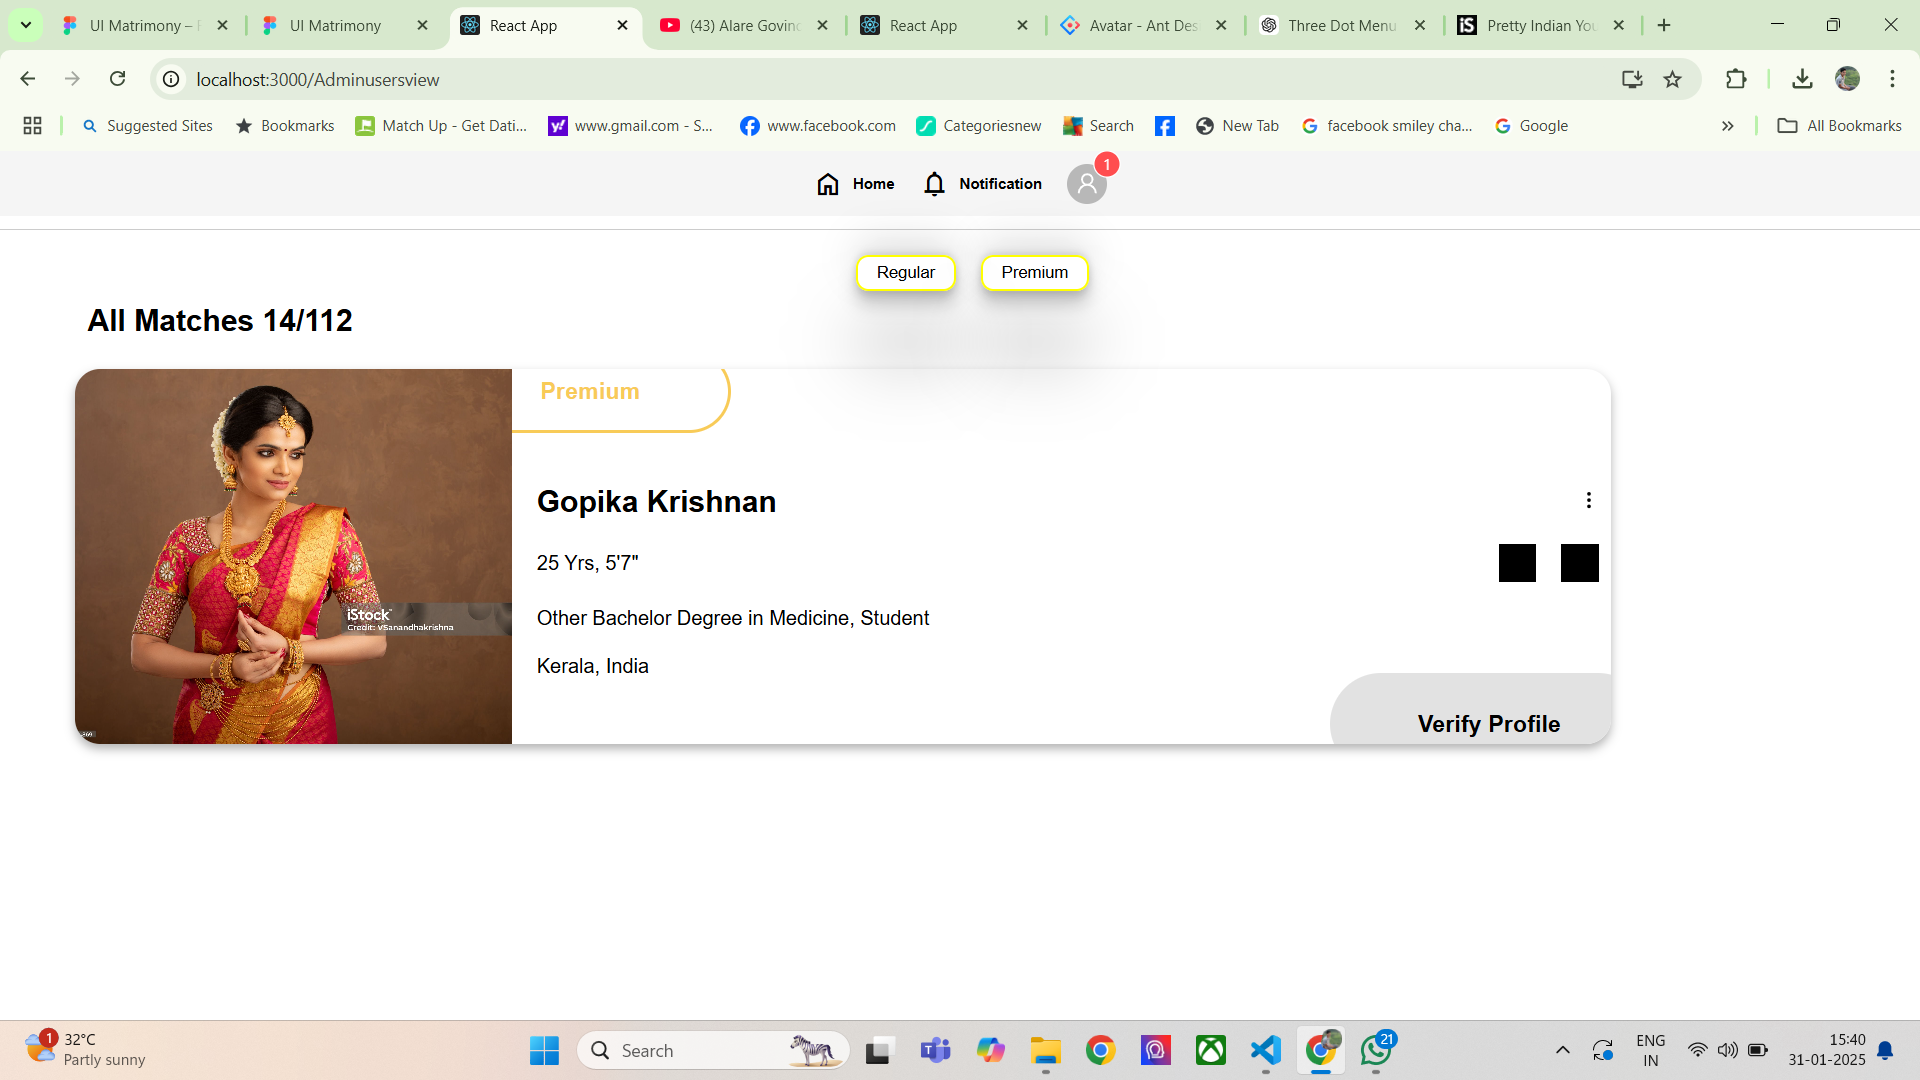 UI Matrimony –
UI Matrimony
React App
(43) Alare Govind
React App
Avatar - Ant Des
Three Dot Menu
iS
Pretty Indian You
localhost:3000/Adminusersview
Suggested Sites
Bookmarks
Match Up - Get Dati...
www.gmail.com - S...
www.facebook.com
Categoriesnew
Search
New Tab
facebook smiley cha...
Google
All Bookmarks
Home
Notification
1
Regular
Premium
All Matches 14/112
Premium
Gopika Krishnan
25 Yrs, 5'7"
Other Bachelor Degree in Medicine, Student
Kerala, India
iStock
Credit: VSanandhakrishna
Verify Profile
1
32°C
Partly sunny
Search
21
ENG
IN
15:40
31-01-2025